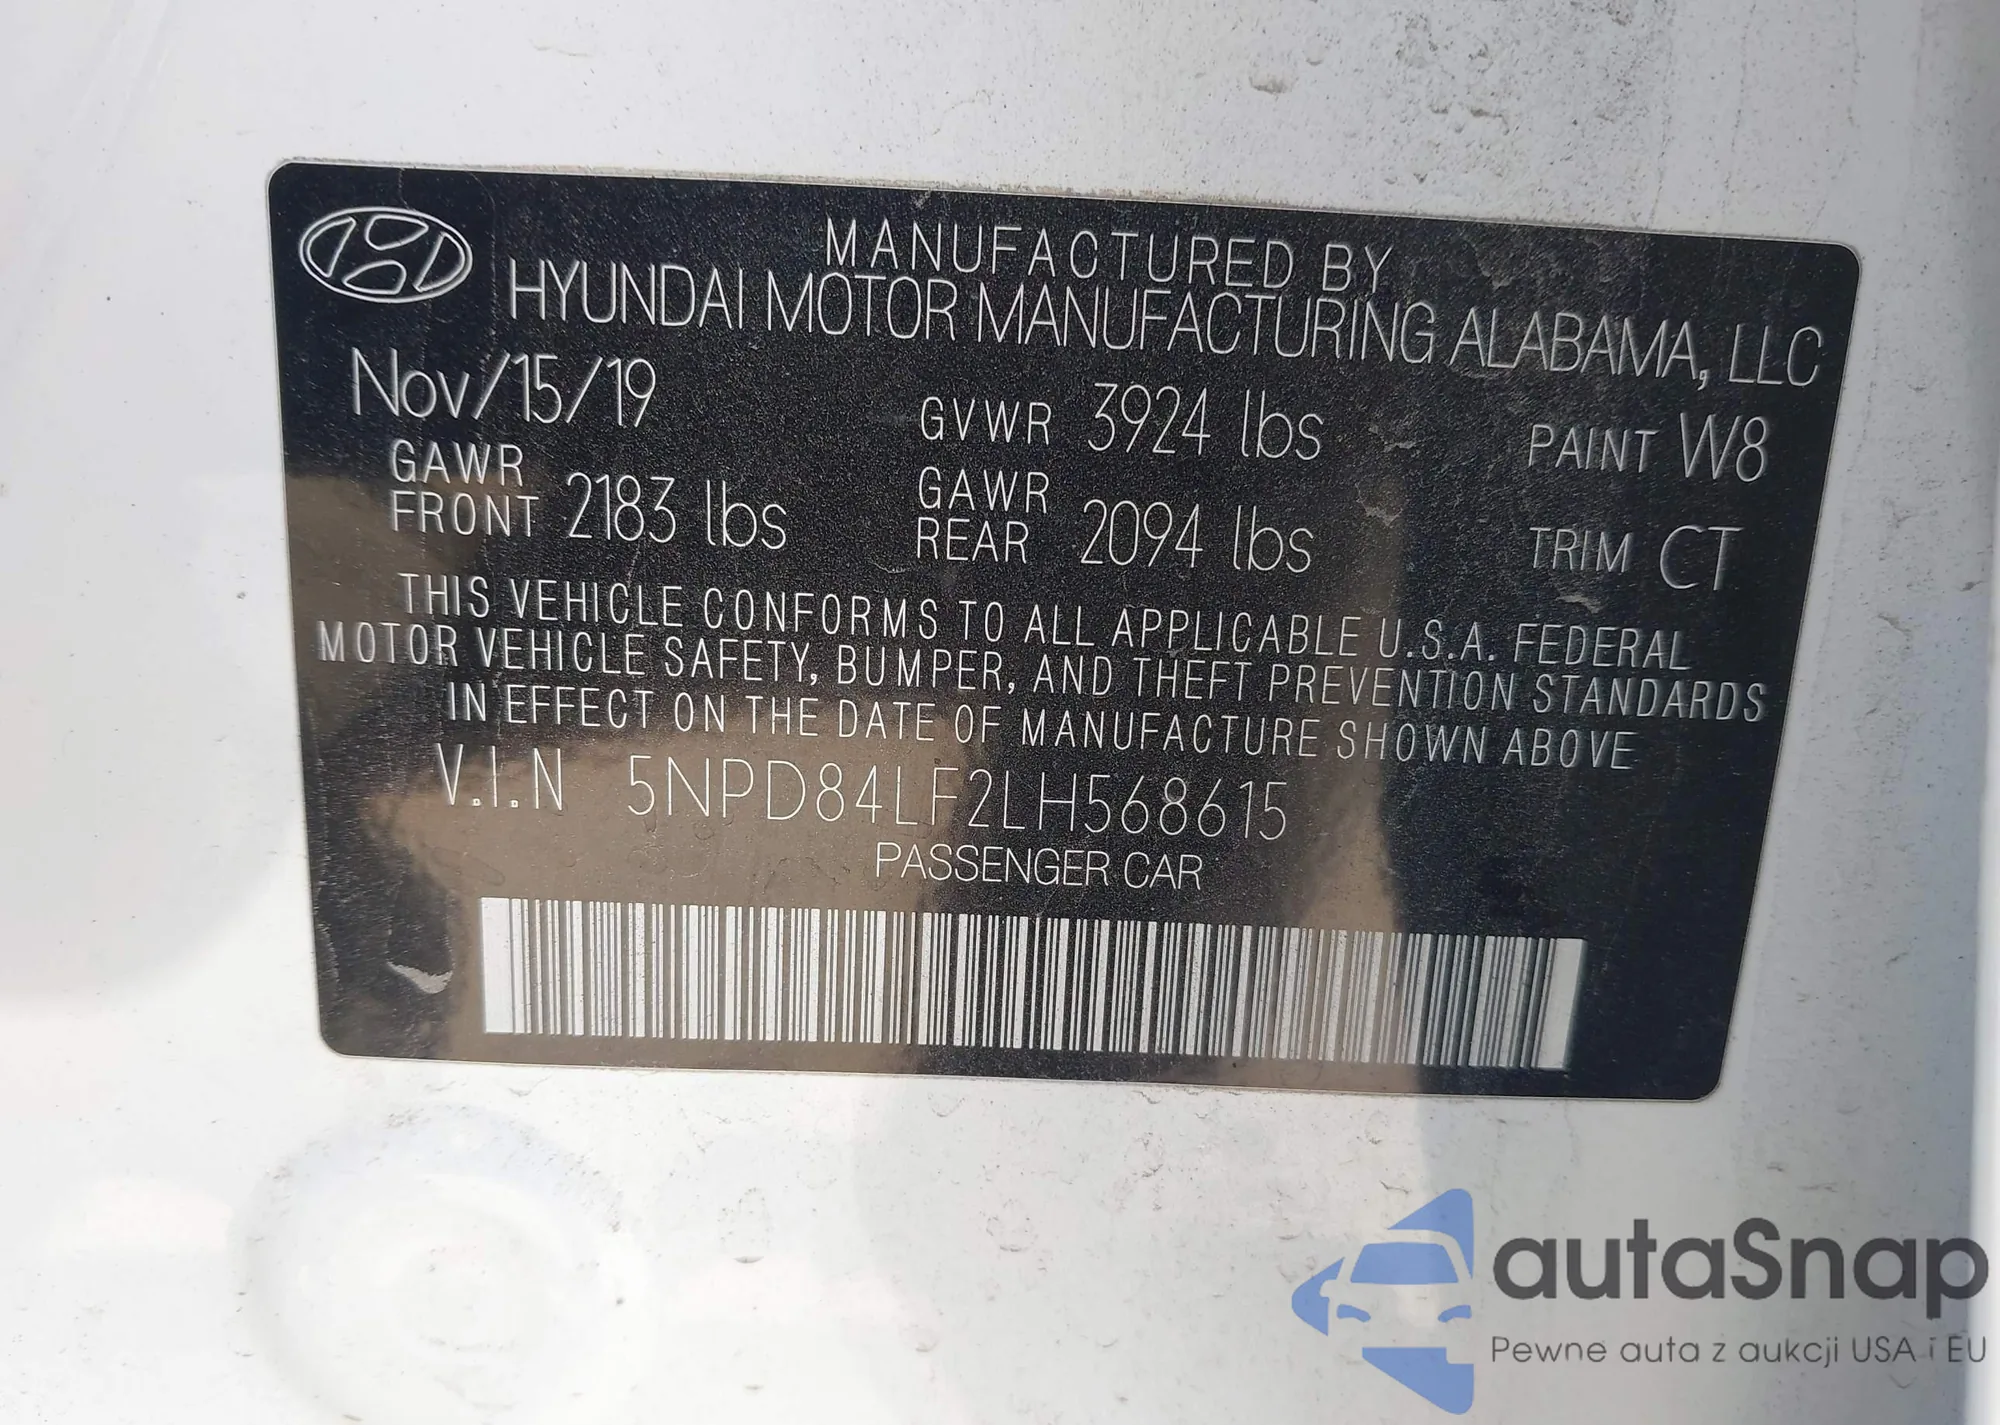 MANUFACTURED BY
HYUNDAI MOTOR MANUFACTURING ALABAMA, LLC
Nov/15/19 GVWR 3924 lbs PAINT W8
GAWR FRONT 2183 lbs GAWR REAR 2094 lbs TRIM CT
THIS VEHICLE CONFORMS TO ALL APPLICABLE U.S.A. FEDERAL
MOTOR VEHICLE SAFETY, BUMPER, AND THEFT PREVENTION STANDARDS
IN EFFECT ON THE DATE OF MANUFACTURE SHOWN ABOVE
V.I.N 5NPD84LF2LH568615
PASSENGER CAR
autaSnap
Pewne auta z aukcji USA i EU